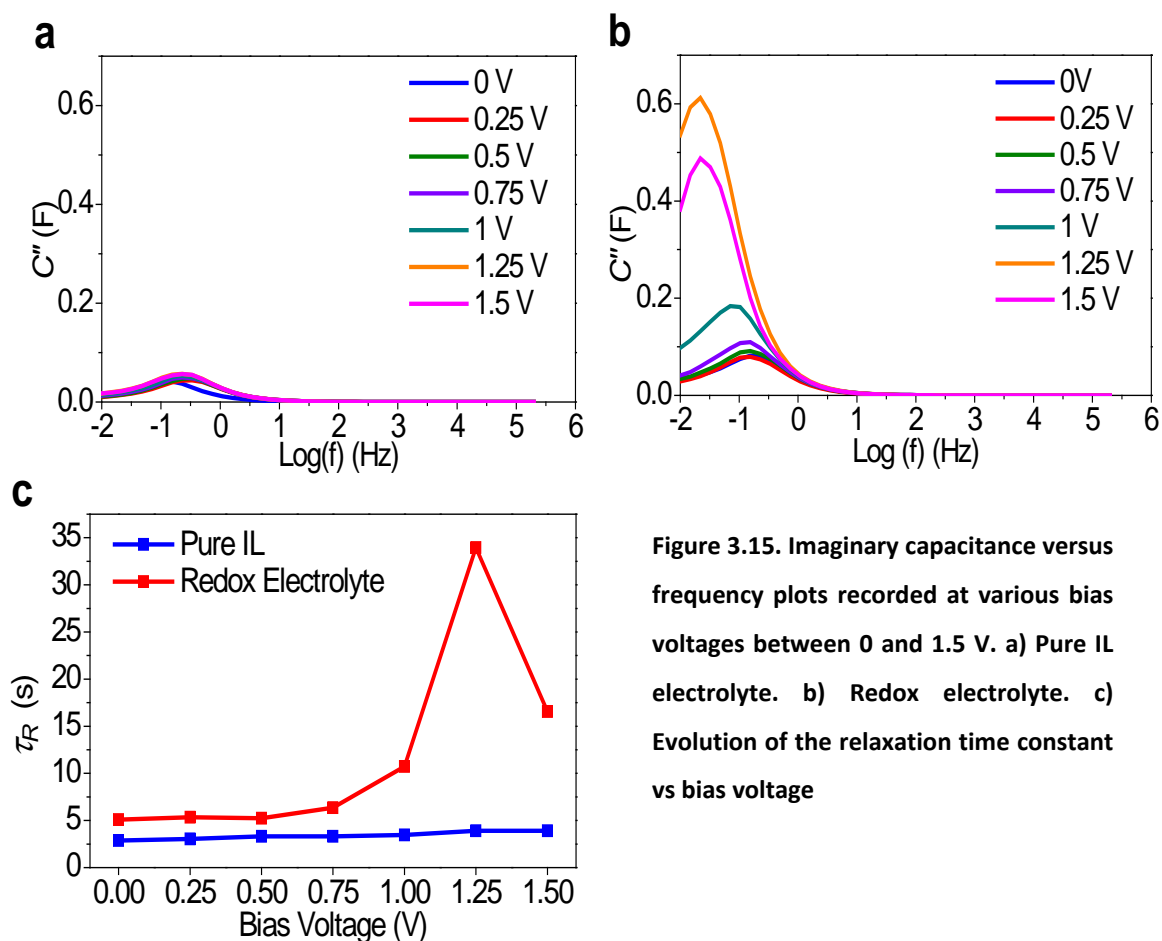 a
0.6
0.4
0.2
0.0
C″ (F)
0 V
0.25 V
0.5 V
0.75 V
1 V
1.25 V
1.5 V
-2 -1 0 1 2 3 4 5 6
Log(f) (Hz)
b
0.6
0.4
0.2
0.0
C″ (F)
0V
0.25 V
0.5 V
0.75 V
1 V
1.25 V
1.5 V
-2 -1 0 1 2 3 4 5 6
Log (f) (Hz)
c
35
30
25
20
15
10
5
0
τR (s)
Pure IL
Redox Electrolyte
0.00 0.25 0.50 0.75 1.00 1.25 1.50
Bias Voltage (V)
Figure 3.15. Imaginary capacitance versus
frequency plots recorded at various bias
voltages between 0 and 1.5 V. a) Pure IL
electrolyte. b) Redox electrolyte. c)
Evolution of the relaxation time constant
vs bias voltage